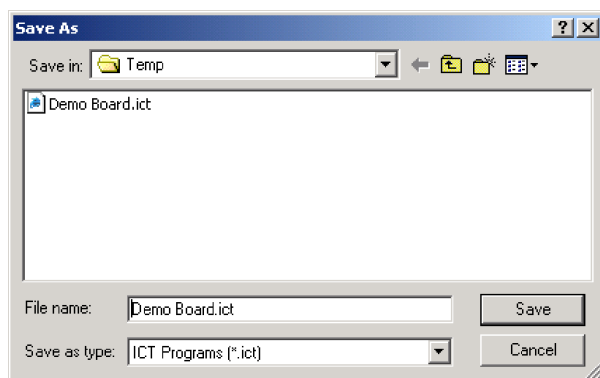 Save As
Save in: Temp
Demo Board.ict
File name: Demo Board.ict Save
Save as type: ICT Programs (*.ict) Cancel